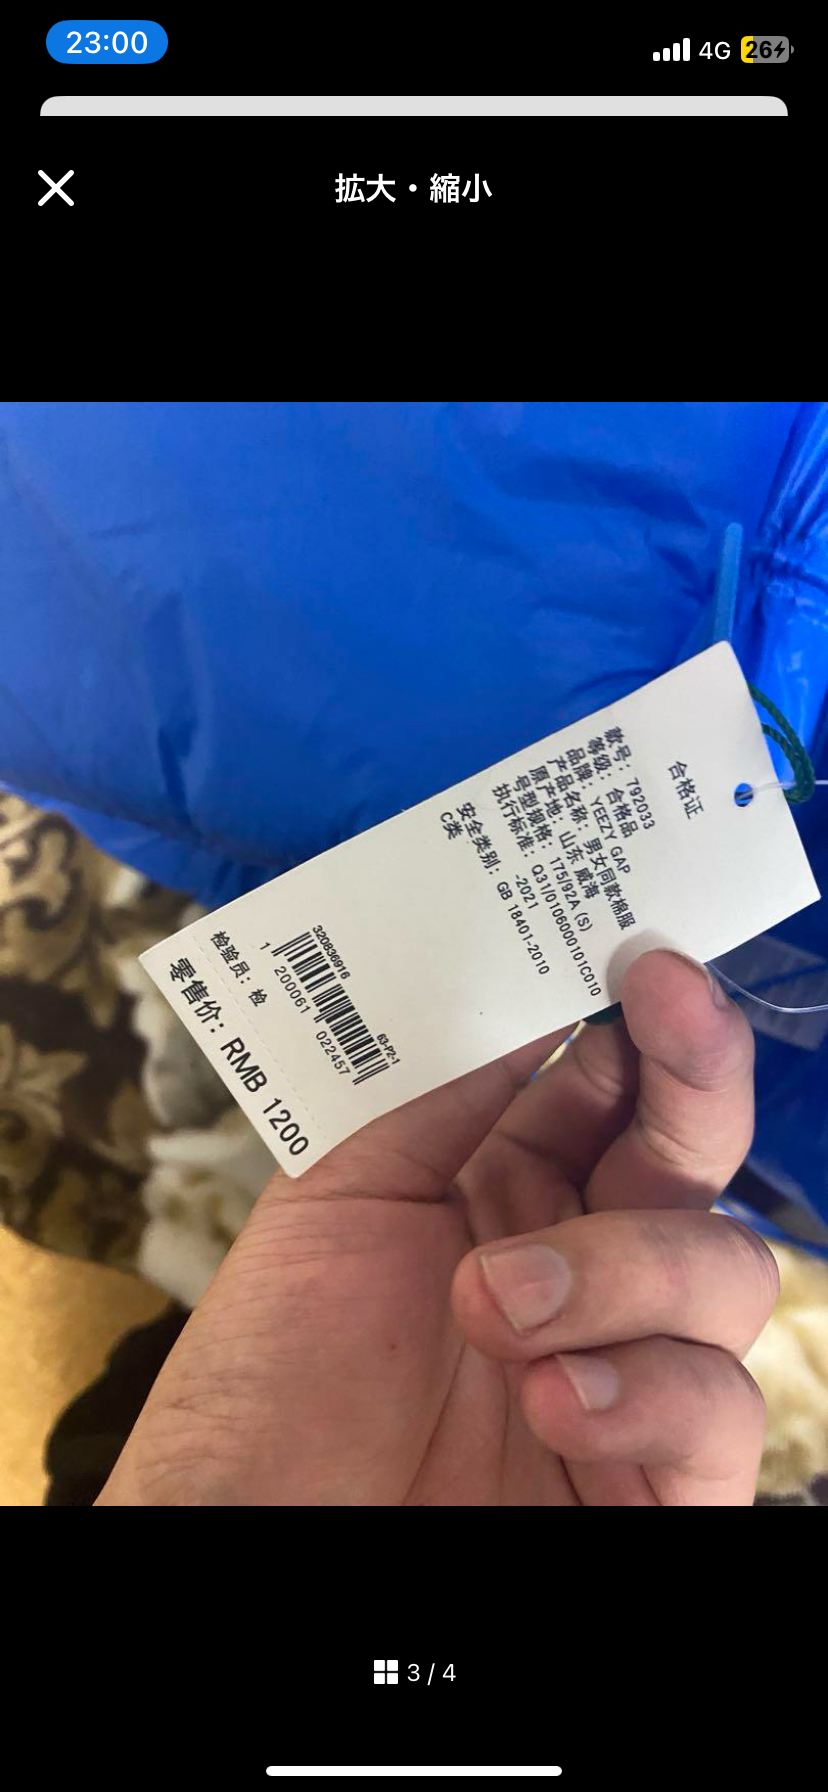 23:00
4G
26
拡大・縮小
合格证
款号：792033
等级：合格品
品牌：YEEZY GAP
产品名称：男女同款棉服
原产地：山东 威海
号型规格：175/92A (S)
执行标准：Q31/0106000101C010
-2021
安全类别：GB 18401-2010
C类
320636916
63-P2-1
1 200061 022457
检验员：检
零售价：RMB 1200
3 / 4